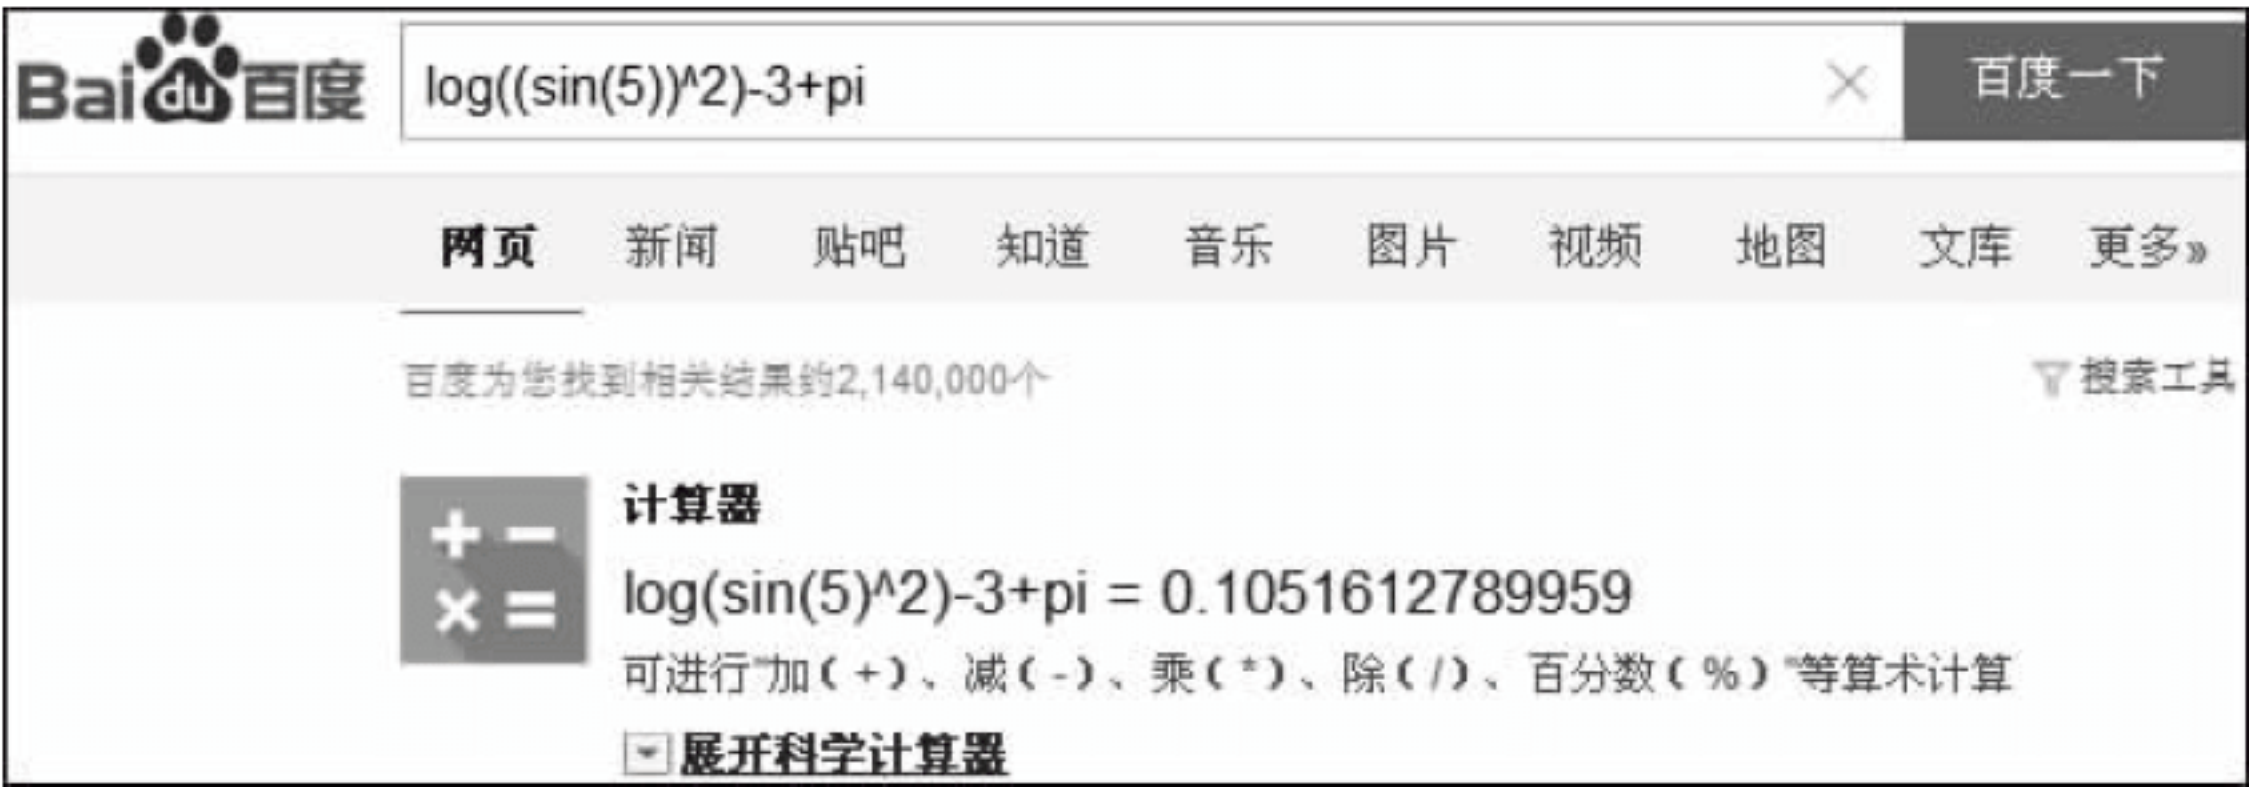 Bai du 百度 log((sin(5))^2)-3+pi × 百度一下
网页 新闻 贴吧 知道 音乐 图片 视频 地图 文库 更多»
百度为您找到相关结果约2,140,000个 搜索工具
计算器
log(sin(5)^2)-3+pi = 0.1051612789959
可进行"加(+)、减(-)、乘(*)、除(/)、百分数(%)"等算术计算
展开科学计算器